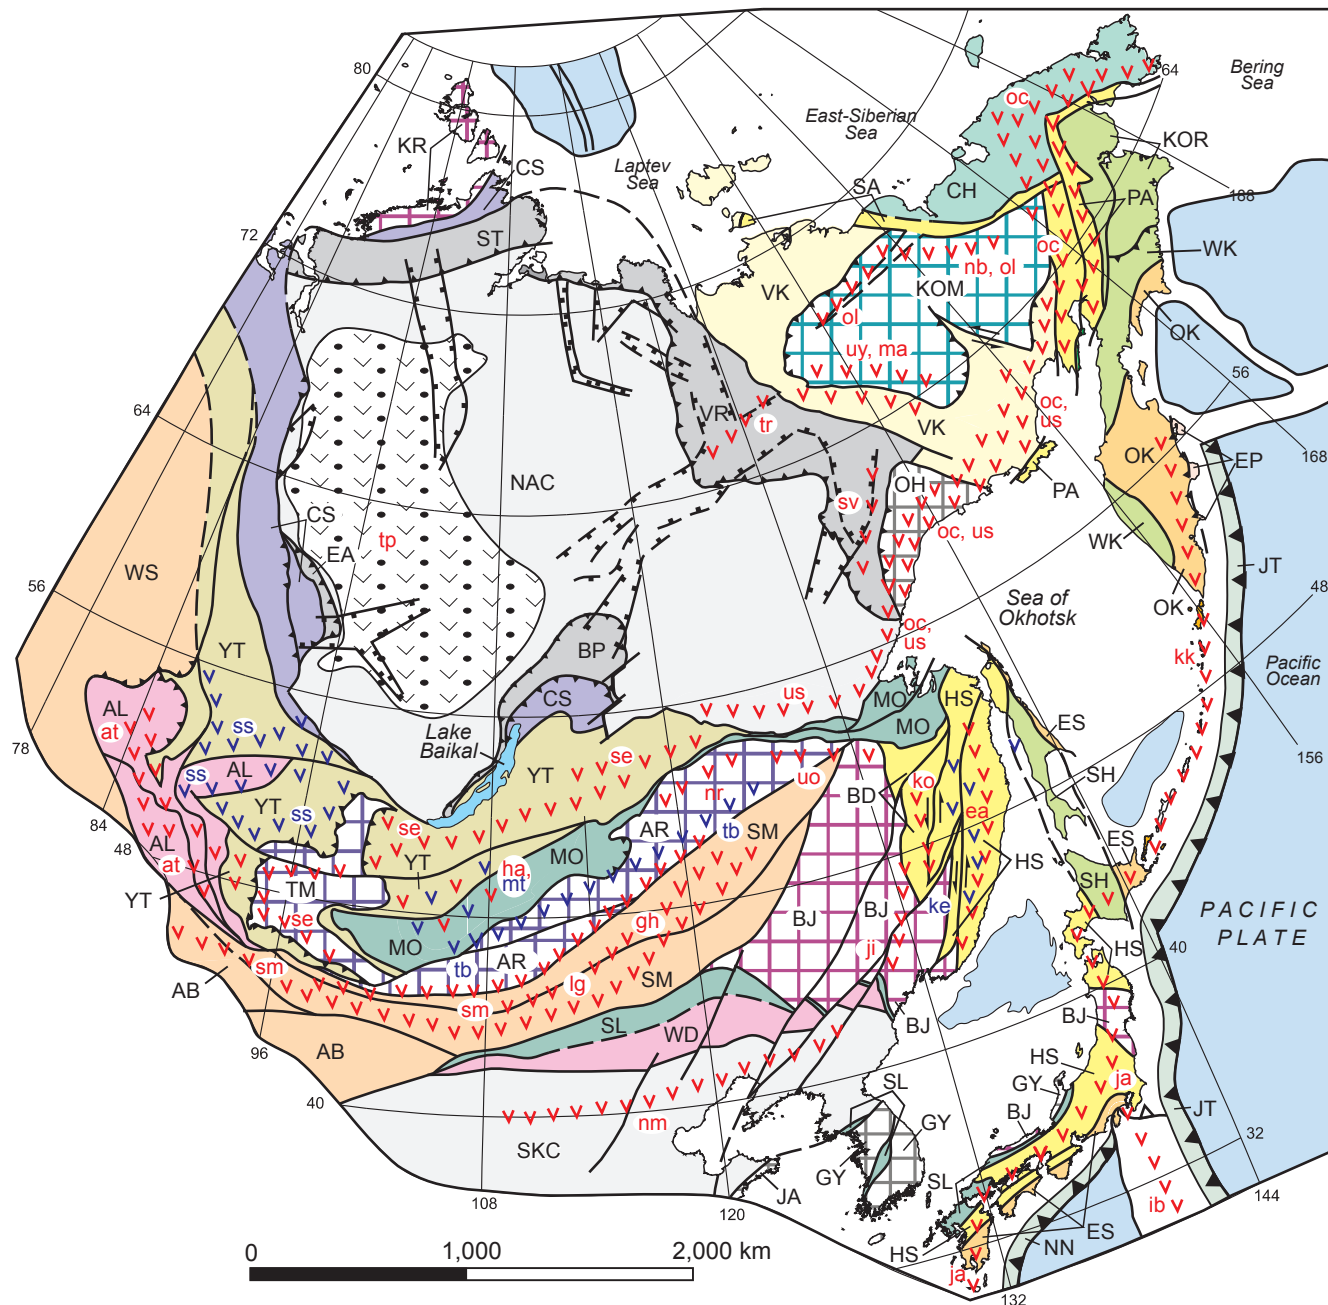 80
64
Bering
Sea
oc
East-Siberian
Sea
KR
CS
KOR
Laptev
Sea
SA
CH
PA
188
72
ST
oc
WK
nb, ol
KOM
VK
OK
ol
uy, ma
56
64
VR
tr
VK
oc,
us
168
NAC
OH
OK
EP
PA
CS
sv
tp
EA
oc, us
WK
JT
WS
56
48
OK
Sea of
Okhotsk
YT
BP
oc,
us
kk
Pacific
Ocean
CS
us
MO
HS
AL
at
ss
Lake
Baikal
MO
ES
78
156
ss
AL
YT
se
uo
SH
YT
ss
nr
ko
BD
84
se
AR
tb
SM
ea
ES
48
AL
at
YT
MO
ha,
mt
HS
YT
TM
SH
se
BJ
BJ
ke
PACIFIC
PLATE
MO
gh
HS
40
sm
tb
AR
ji
AB
sm
lg
SM
BJ
BJ
96
AB
SL
WD
HS
40
SL
GY
ja
JT
nm
BJ
GY
32
SKC
GY
SL
144
JA
108
120
ib
HS
ES
NN
ja
132
0
1,000
2,000 km